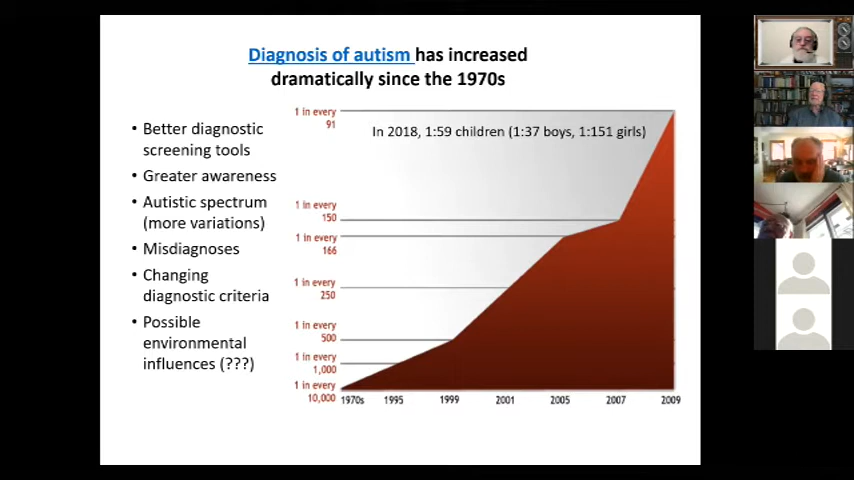 Diagnosis of autism has increased
dramatically since the 1970s
• Better diagnostic
screening tools
• Greater awareness
• Autistic spectrum
(more variations)
• Misdiagnoses
• Changing
diagnostic criteria
• Possible
environmental
influences (???)
In 2018, 1:59 children (1:37 boys, 1:151 girls)
1 in every
91
1 in every
150
1 in every
166
1 in every
250
1 in every
500
1 in every
1,000
1 in every
10,000
1970s 1995 1999 2001 2005 2007 2009